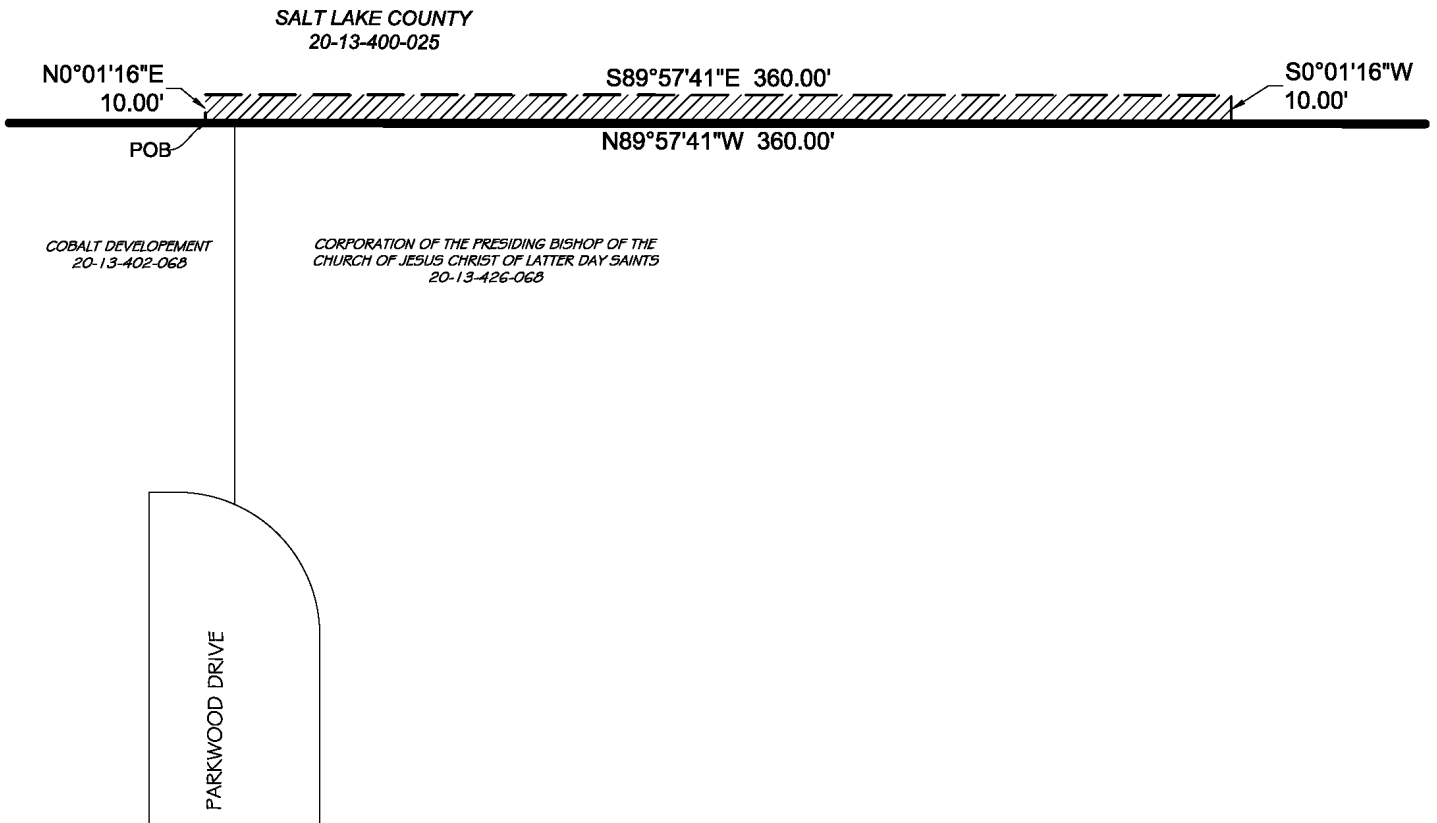 SALT LAKE COUNTY
20-13-400-025
N0°01'16"E
10.00'
S89°57'41"E 360.00'
S0°01'16"W
10.00'
POB
N89°57'41"W 360.00'
COBALT DEVELOPEMENT
20-13-402-068
CORPORATION OF THE PRESIDING BISHOP OF THE
CHURCH OF JESUS CHRIST OF LATTER DAY SAINTS
20-13-426-068
PARKWOOD DRIVE